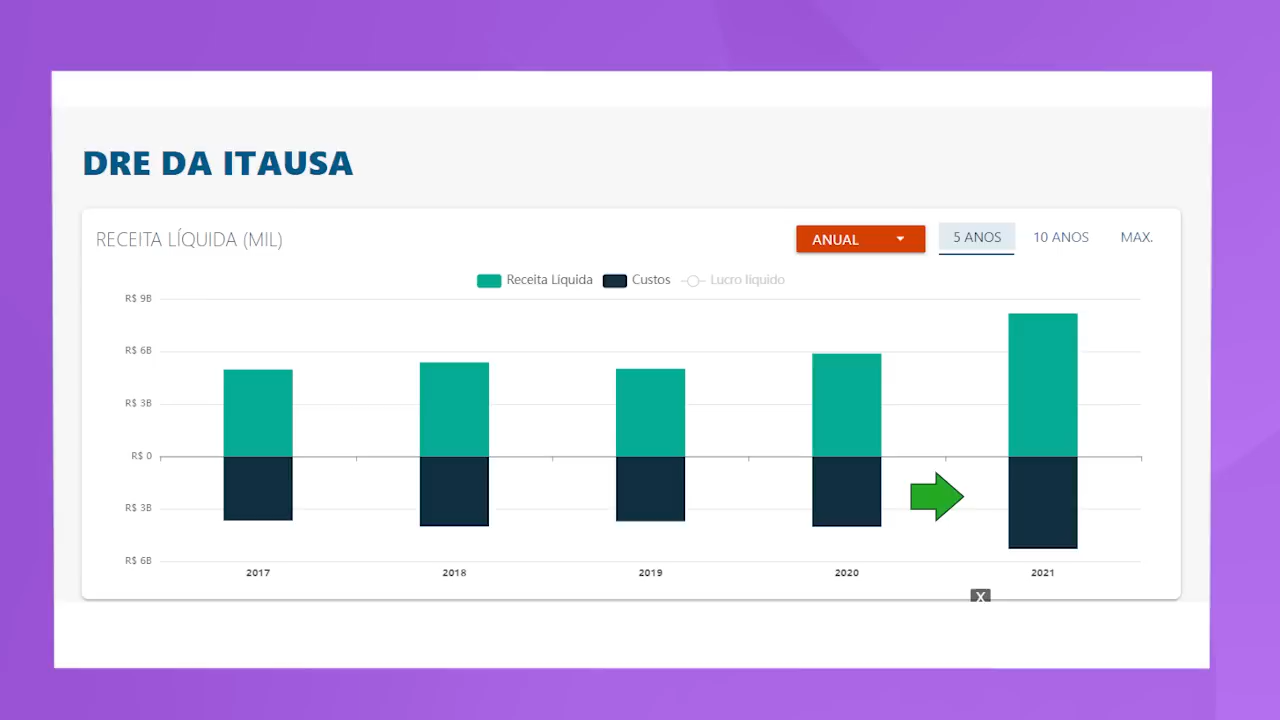 DRE DA ITAUSA
RECEITA LÍQUIDA (MIL)
ANUAL
5 ANOS
10 ANOS
MAX.
Receita Líquida
Custos
Lucro líquido
R$ 9B
R$ 6B
R$ 3B
R$ 0
R$ 3B
R$ 6B
2017
2018
2019
2020
2021
X